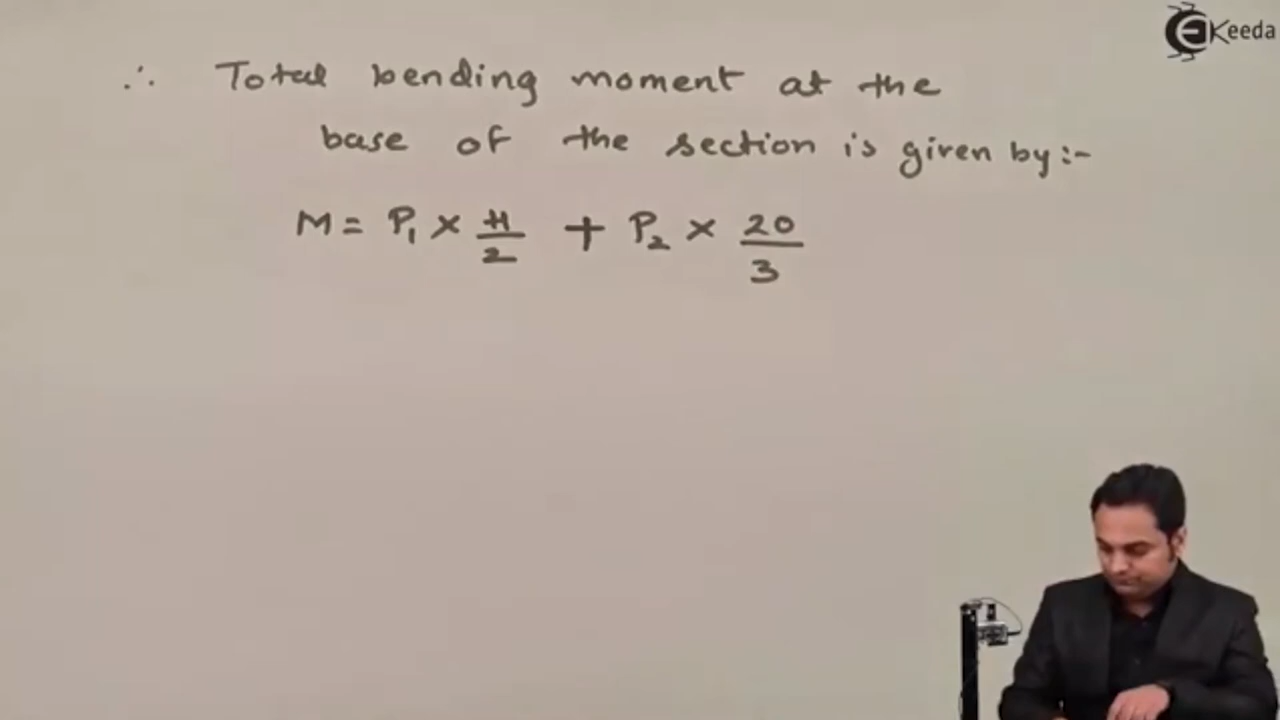 Ekeeda
∴ Total bending moment at the
base of the section is given by:-
M = P₁ × H/2 + P₂ × 20/3